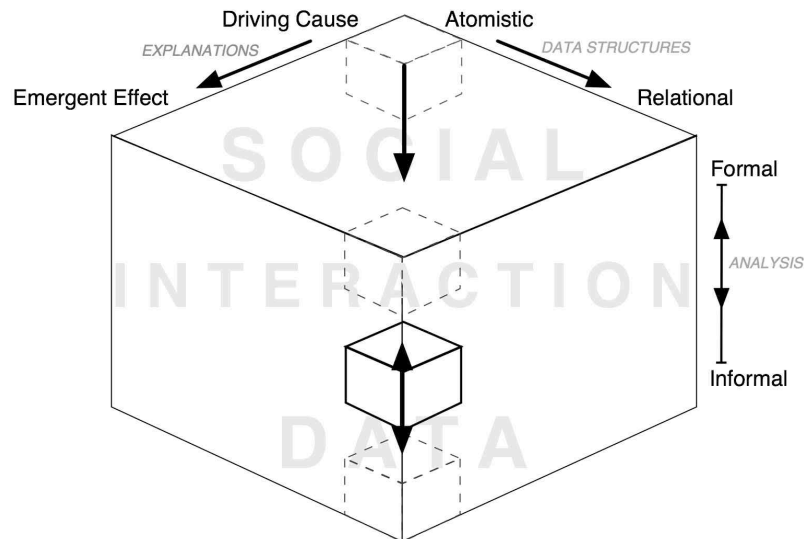 Driving Cause
Atomistic
EXPLANATIONS
DATA STRUCTURES
Emergent Effect
Relational
SOCIAL
Formal
INTERACTION
ANALYSIS
Informal
DATA